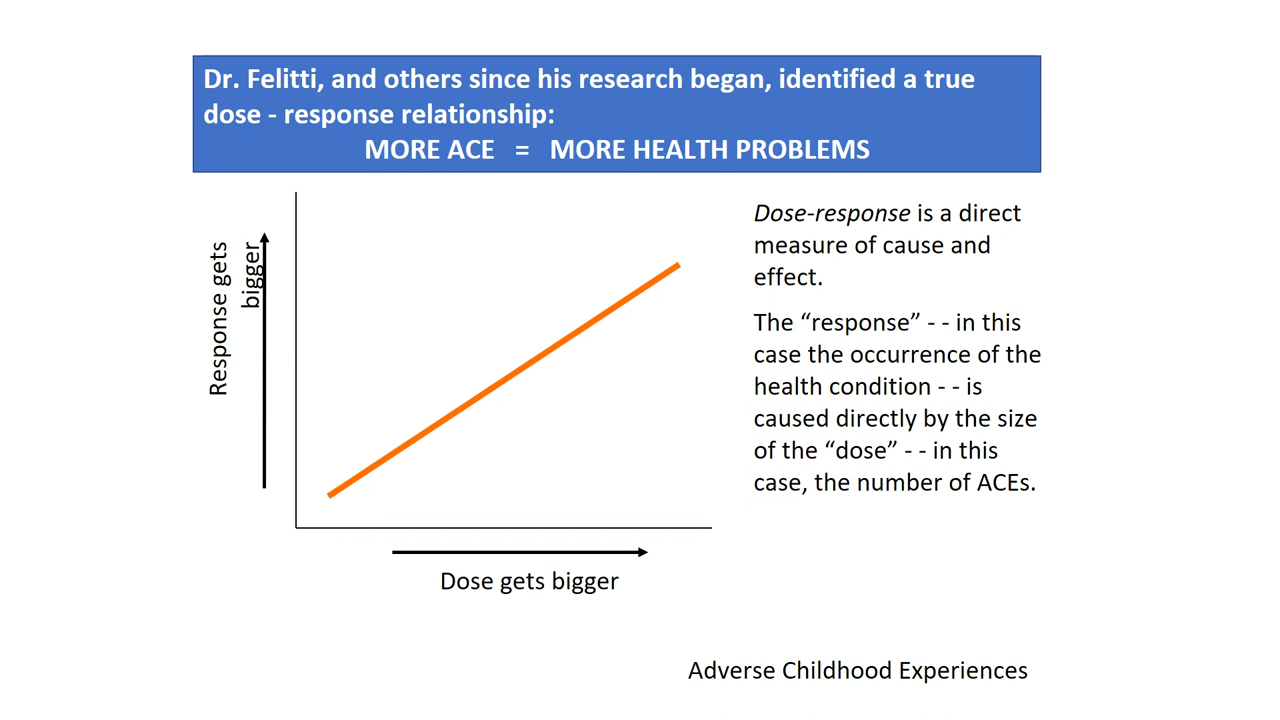 Dr. Felitti, and others since his research began, identified a true
dose - response relationship:
MORE ACE = MORE HEALTH PROBLEMS
Response gets
bigger
Dose-response is a direct
measure of cause and
effect.
The “response” - - in this
case the occurrence of the
health condition - - is
caused directly by the size
of the “dose” - - in this
case, the number of ACEs.
Dose gets bigger
Adverse Childhood Experiences